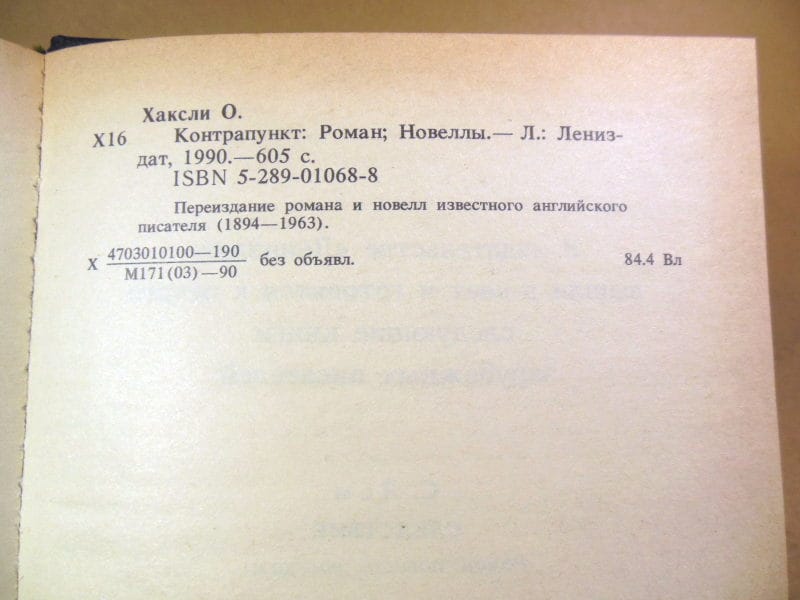 Хаксли О.
Х16 Контрапункт: Роман; Новеллы.— Л.: Лениз-
дат, 1990.—605 с.
ISBN 5-289-01068-8
Переиздание романа и новелл известного английского
писателя (1894—1963).
Х 4703010100—190 без объявл. 84.4 Вл
М171(03)—90